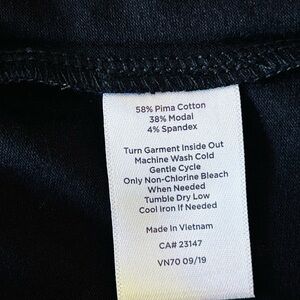 58% Pima Cotton
38% Modal
4% Spandex
Turn Garment Inside Out
Machine Wash Cold
Gentle Cycle
Only Non-Chlorine Bleach
When Needed
Tumble Dry Low
Cool Iron If Needed
Made In Vietnam
CA# 23147
VN70 09/19